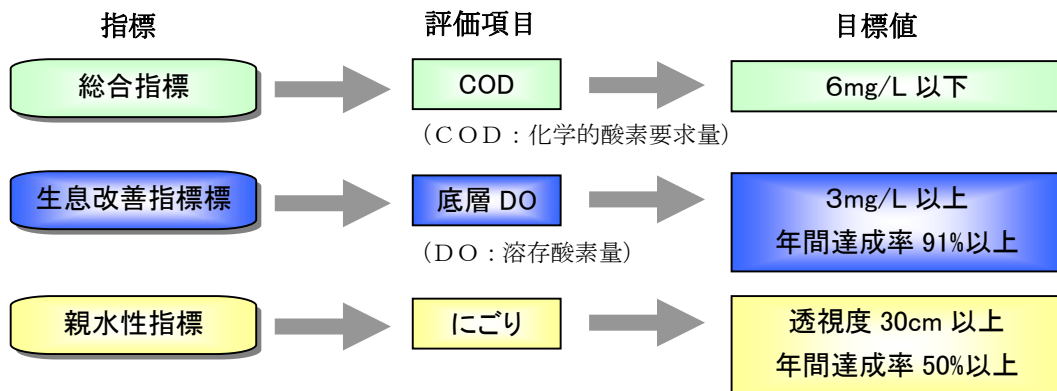 指標 評価項目 目標値
総合指標 COD 6mg/L 以下
（ＣＯＤ：化学的酸素要求量）
生息改善指標標 底層 DO 3mg/L 以上
年間達成率 91%以上
（ＤＯ：溶存酸素量）
親水性指標 にごり 透視度 30cm 以上
年間達成率 50%以上